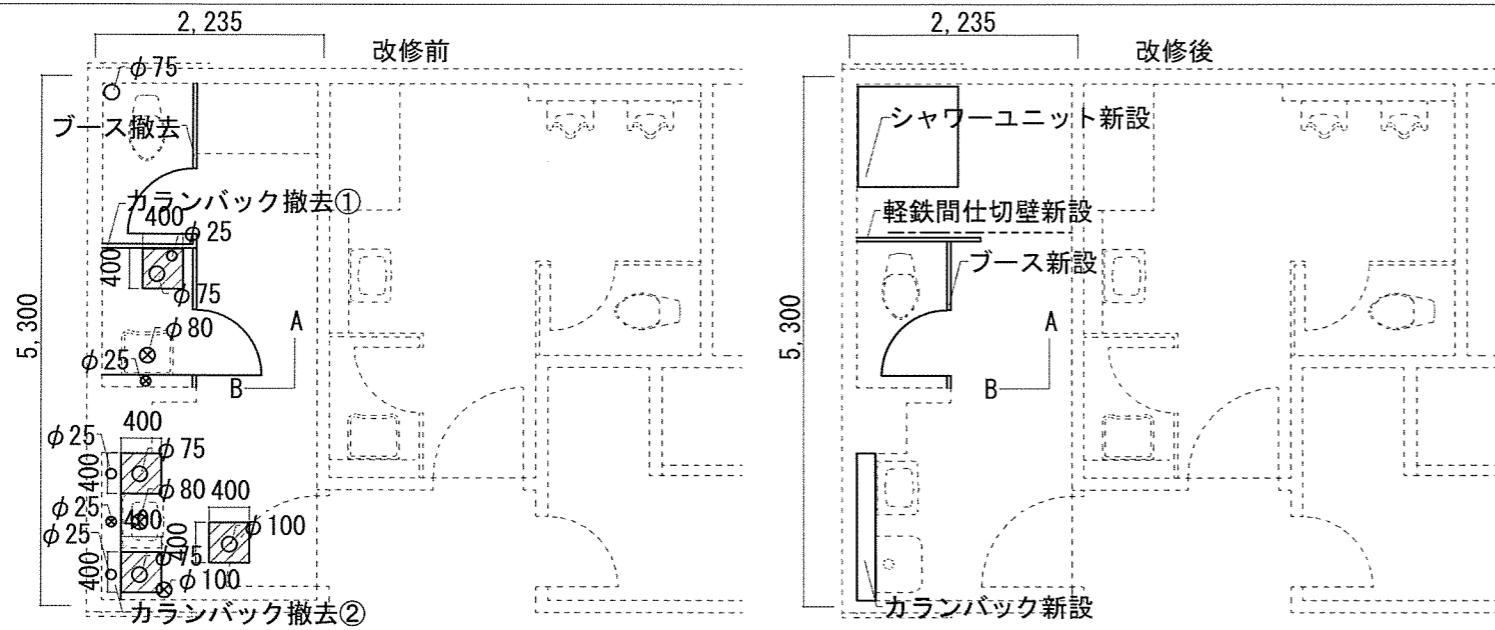 2,235
改修前
φ75
ブース撤去
カランバック撤去①
400
φ25
400
φ75
φ80
φ25
A
B
5,300
400
φ25
φ75
400
φ80
400
φ25
400
φ100
φ25
400
φ75
400
φ100
カランバック撤去②
2,235
改修後
シャワーユニット新設
軽鉄間仕切壁新設
ブース新設
A
B
5,300
カランバック新設